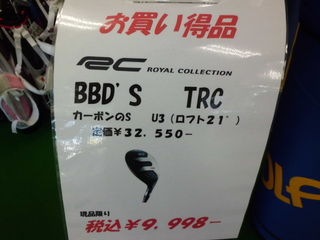 お買い得品
RC ROYAL COLLECTION
BBD'S TRC
カーボンのS U3(ロフト21°)
定価¥32.550-
現品限り
税込¥9.998-
OLF